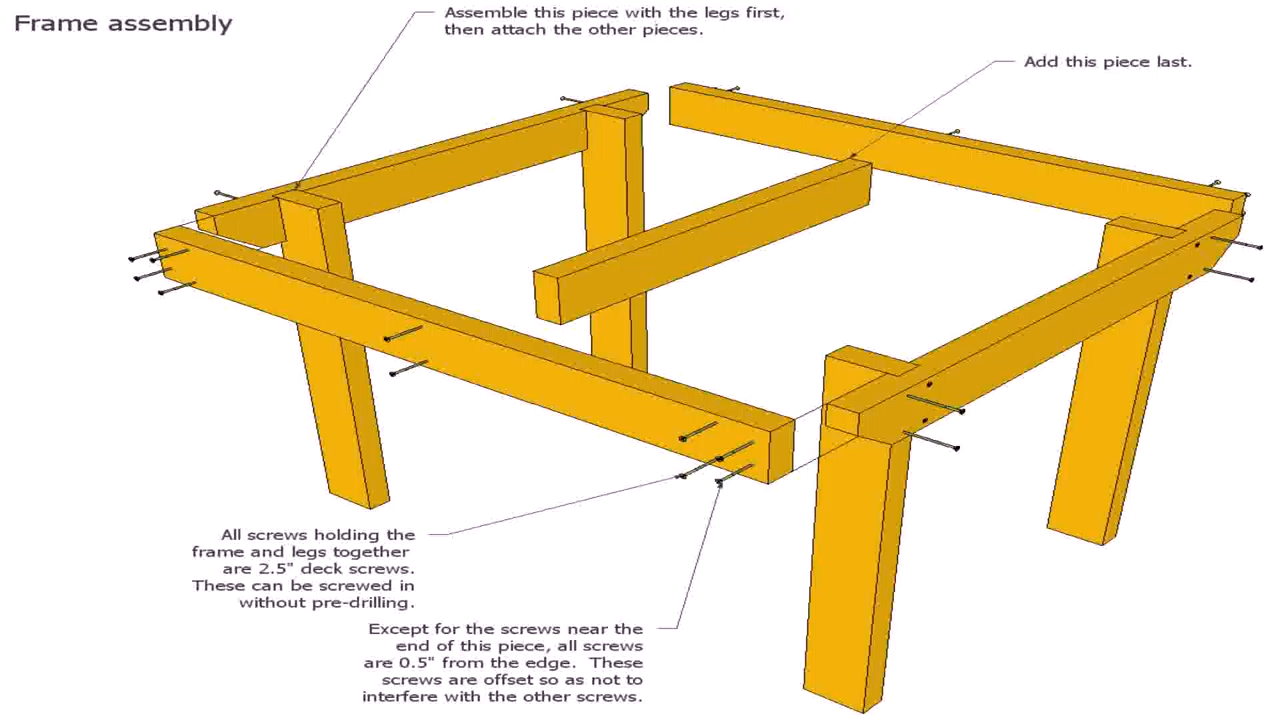 Frame assembly
Assemble this piece with the legs first,
then attach the other pieces.
Add this piece last.
All screws holding the
frame and legs together
are 2.5" deck screws.
These can be screwed in
without pre-drilling.
Except for the screws near the
end of this piece, all screws
are 0.5" from the edge. These
screws are offset so as not to
interfere with the other screws.